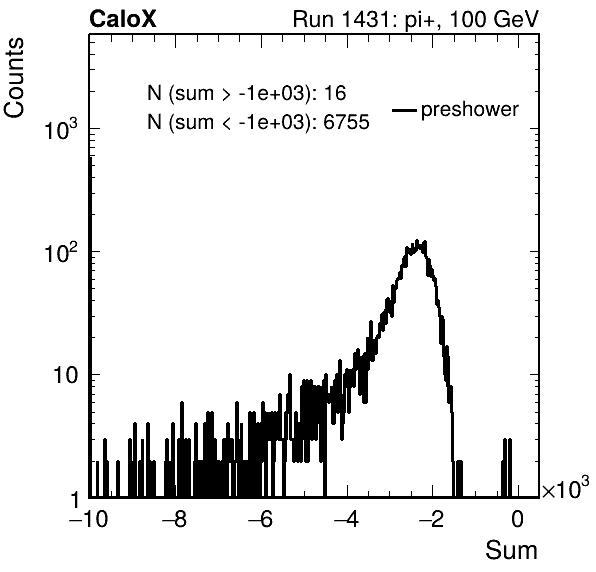 CaloX Run 1431: pi+, 100 GeV
Counts
N (sum > -1e+03): 16
N (sum < -1e+03): 6755
preshower
10³
10²
10
1
−10 −8 −6 −4 −2 0 ×10³
Sum